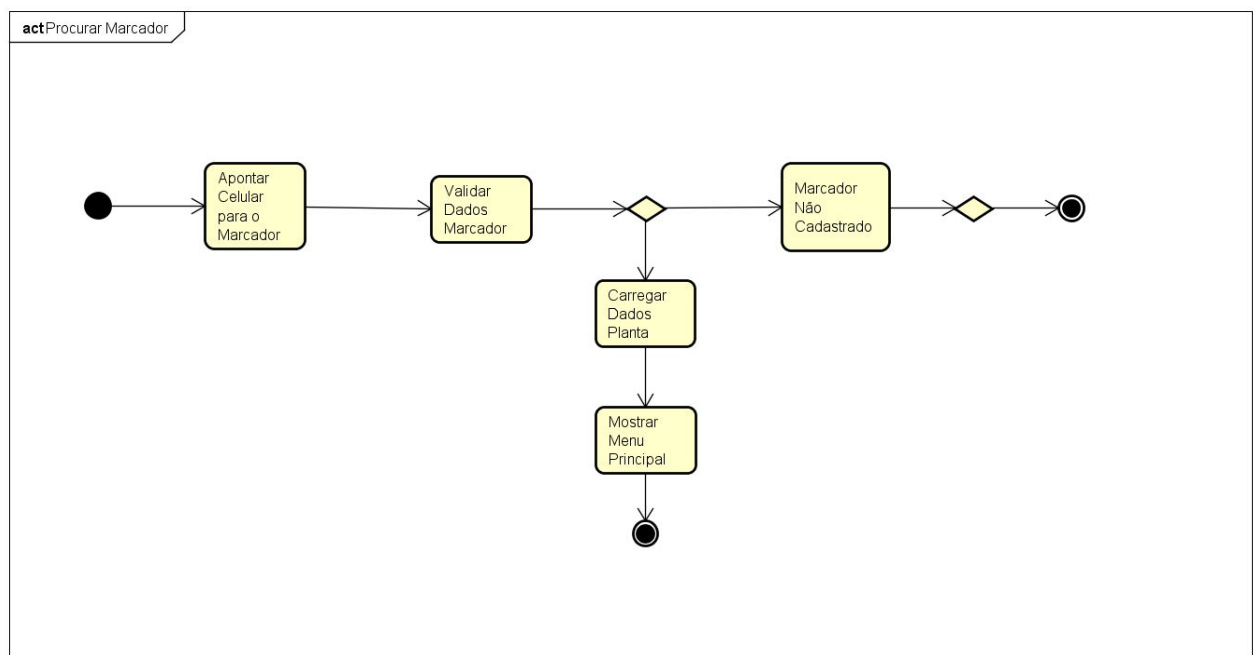 act Procurar Marcador
Apontar
Celular
para o
Marcador
Validar
Dados
Marcador
Marcador
Não
Cadastrado
Carregar
Dados
Planta
Mostrar
Menu
Principal